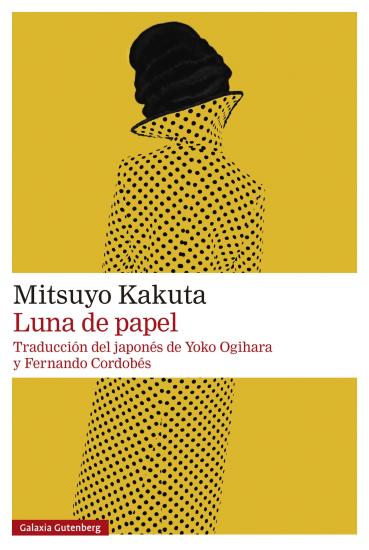 Mitsuyo Kakuta
Luna de papel
Traducción del japonés de Yoko Ogihara
y Fernando Cordobés
Galaxia Gutenberg